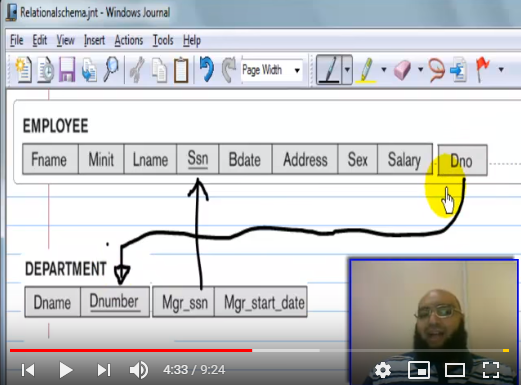 Relationalschema.jnt - Windows Journal
File Edit View Insert Actions Tools Help
Page Width
EMPLOYEE
Fname Minit Lname Ssn Bdate Address Sex Salary Dno
DEPARTMENT
Dname Dnumber Mgr_ssn Mgr_start_date
4:33 / 9:24